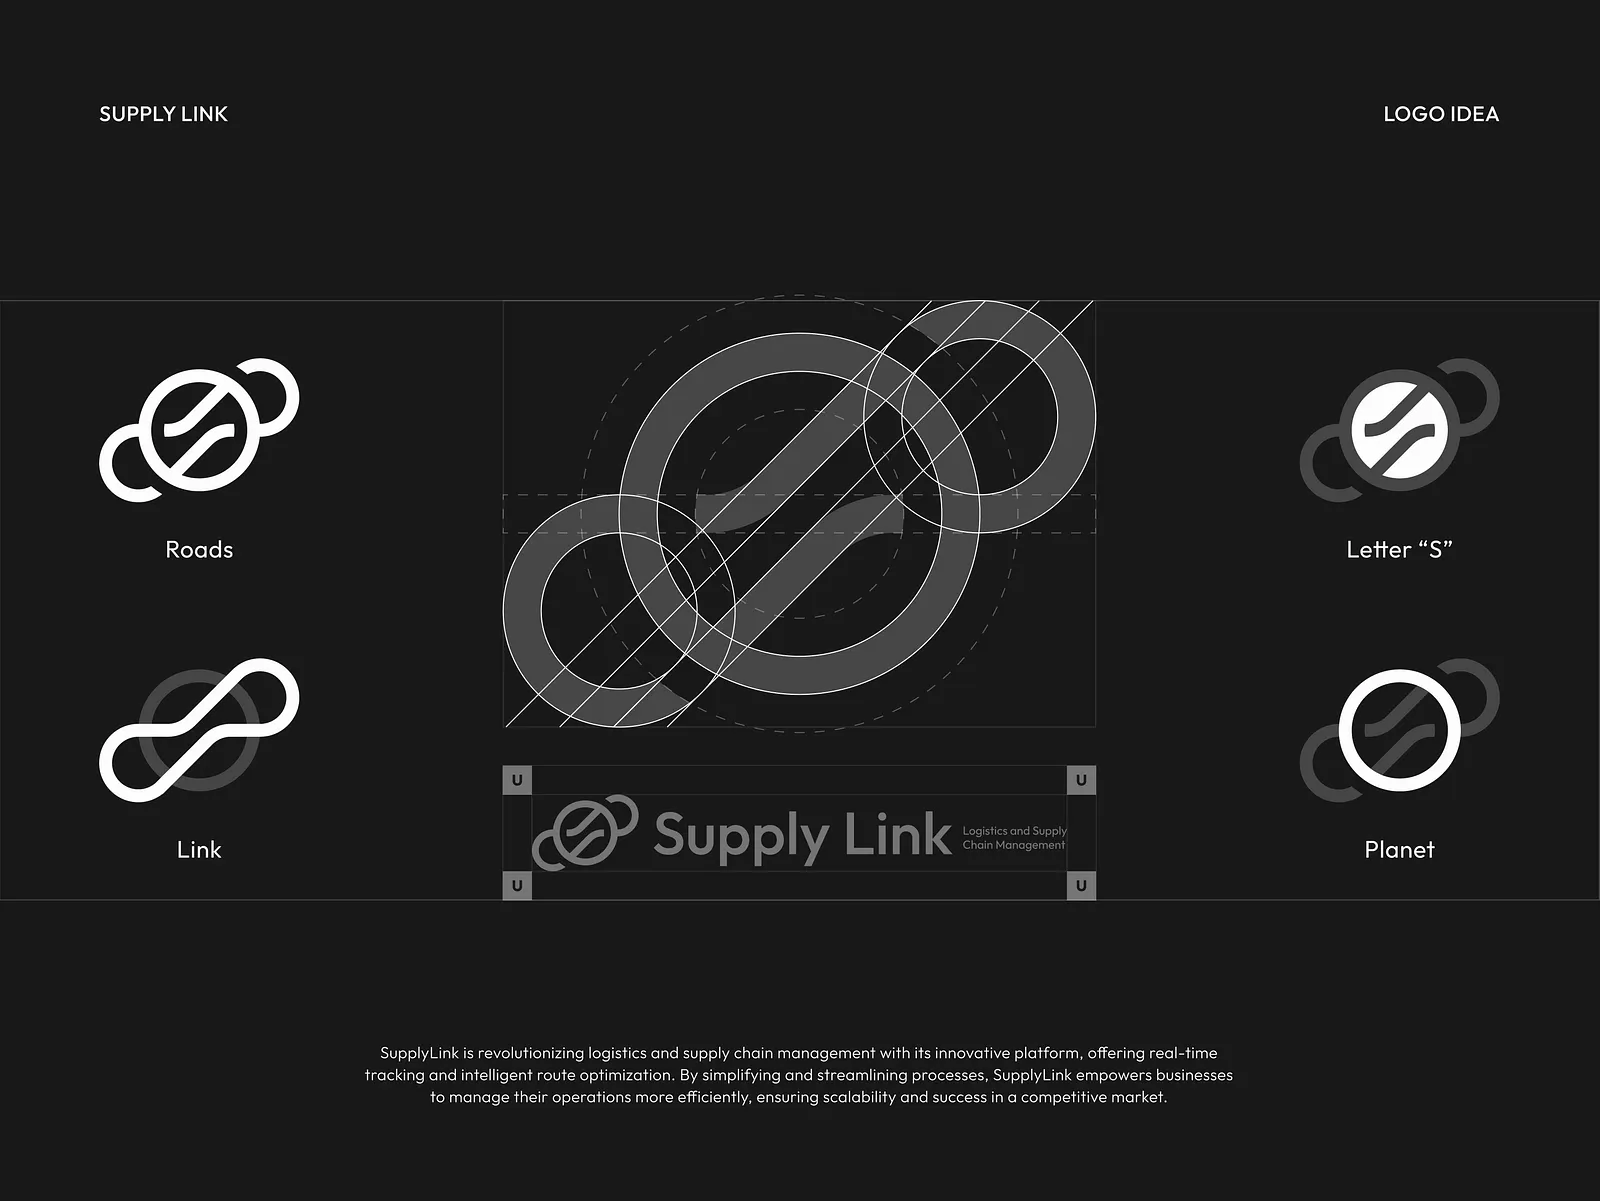 SUPPLY LINK
LOGO IDEA
Roads
Letter “S”
Link
Planet
U
U
Supply Link
Logistics and Supply
Chain Management
U
U
SupplyLink is revolutionizing logistics and supply chain management with its innovative platform, offering real-time
tracking and intelligent route optimization. By simplifying and streamlining processes, SupplyLink empowers businesses
to manage their operations more efficiently, ensuring scalability and success in a competitive market.